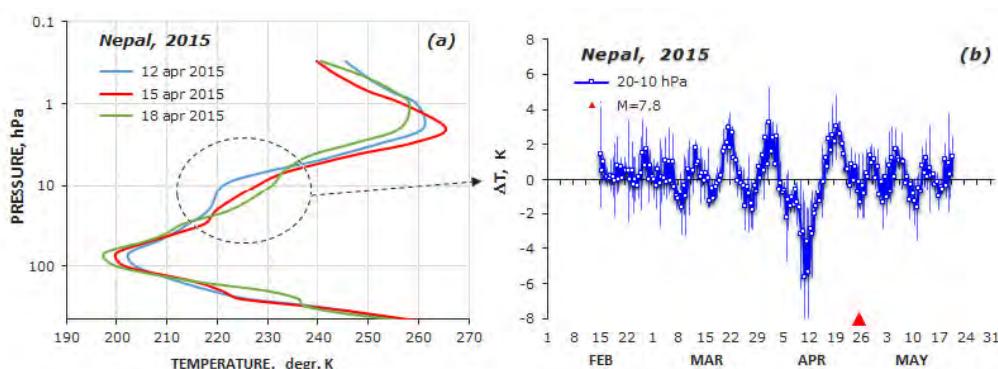 Nepal, 2015
(a)
12 apr 2015
15 apr 2015
18 apr 2015
PRESSURE, hPa
0.1
1
10
100
190 200 210 220 230 240 250 260 270
TEMPERATURE, degr. K
Nepal, 2015
(b)
20-10 hPa
M=7.8
ΔT, K
8
6
4
2
0
-2
-4
-6
-8
1 8 15 22 1 8 15 22 29 5 12 19 26 3 10 17 24 31
FEB MAR APR MAY